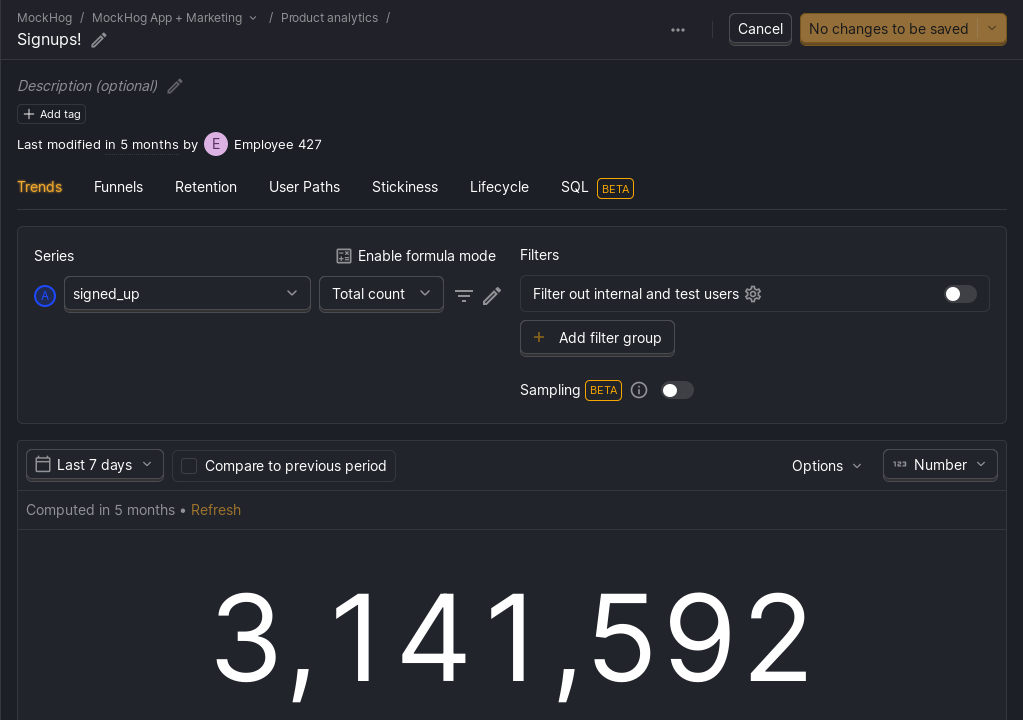 MockHog / MockHog App + Marketing / Product analytics /
Signups!
Cancel
No changes to be saved
Description (optional)
Add tag
Last modified in 5 months by E Employee 427
Trends Funnels Retention User Paths Stickiness Lifecycle SQL BETA
Series
Enable formula mode
A signed_up Total count
Filters
Filter out internal and test users
+ Add filter group
Sampling BETA
Last 7 days
Compare to previous period
Options
123 Number
Computed in 5 months • Refresh
3,141,592